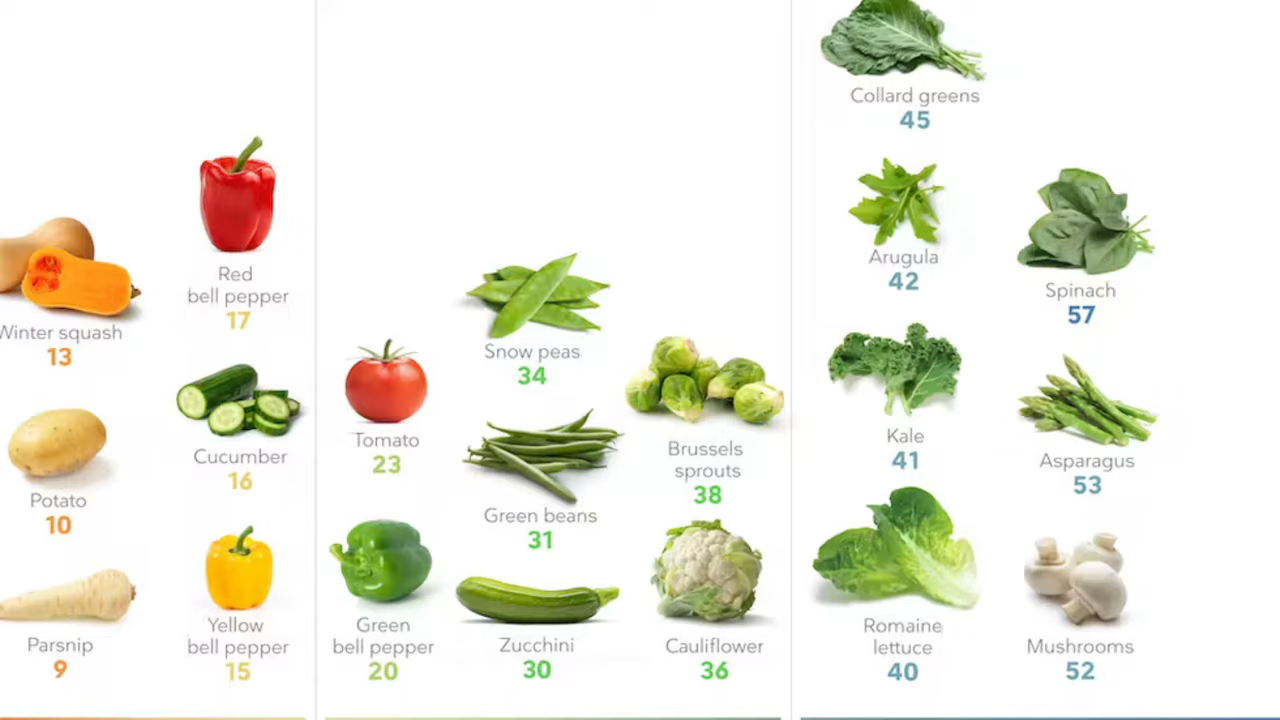 Winter squash
13
Potato
10
Parsnip
9
Red
bell pepper
17
Cucumber
16
Yellow
bell pepper
15
Tomato
23
Green
bell pepper
20
Snow peas
34
Green beans
31
Zucchini
30
Brussels
sprouts
38
Cauliflower
36
Collard greens
45
Arugula
42
Kale
41
Romaine
lettuce
40
Spinach
57
Asparagus
53
Mushrooms
52